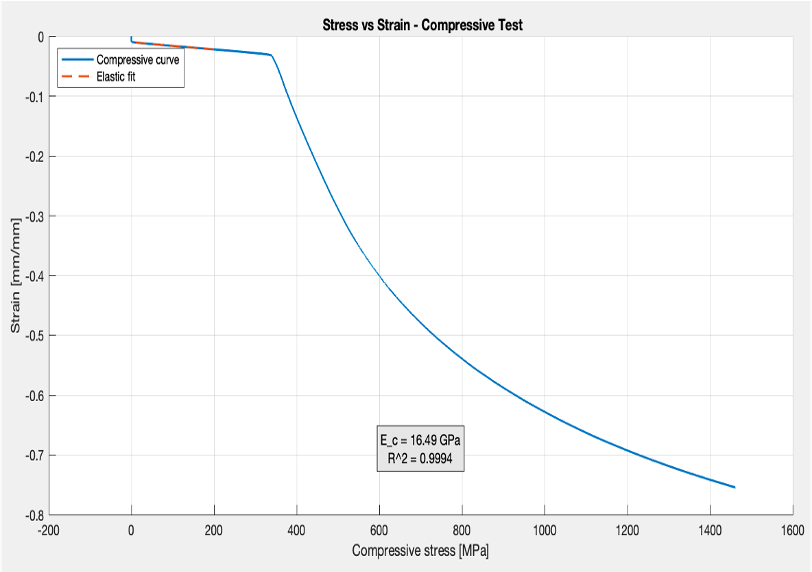 Stress vs Strain - Compressive Test
Compressive curve
Elastic fit
0
-0.1
-0.2
-0.3
-0.4
-0.5
-0.6
-0.7
-0.8
Strain [mm/mm]
E_c = 16.49 GPa
R^2 = 0.9994
-200 0 200 400 600 800 1000 1200 1400 1600
Compressive stress [MPa]